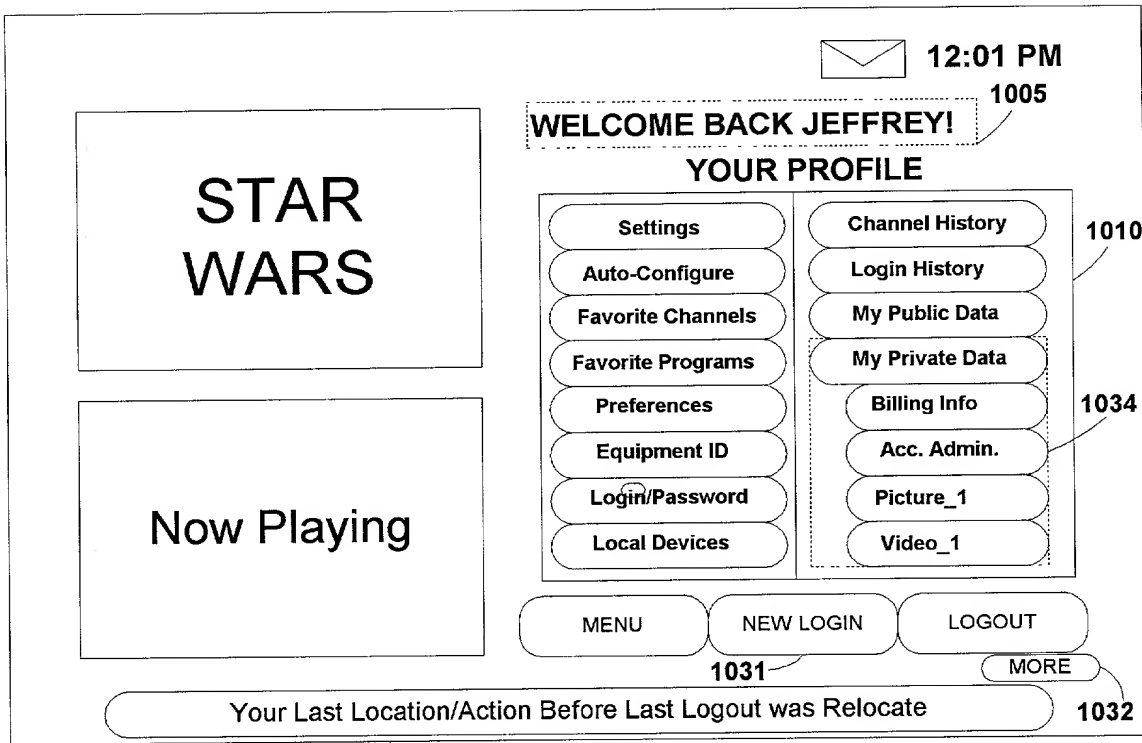 12:01 PM
1005
WELCOME BACK JEFFREY!
YOUR PROFILE
STAR
WARS
Now Playing
Settings
Auto-Configure
Favorite Channels
Favorite Programs
Preferences
Equipment ID
Login/Password
Local Devices
Channel History
Login History
My Public Data
My Private Data
Billing Info
Acc. Admin.
Picture_1
Video_1
1010
1034
MENU
NEW LOGIN
LOGOUT
1031
MORE
1032
Your Last Location/Action Before Last Logout was Relocate